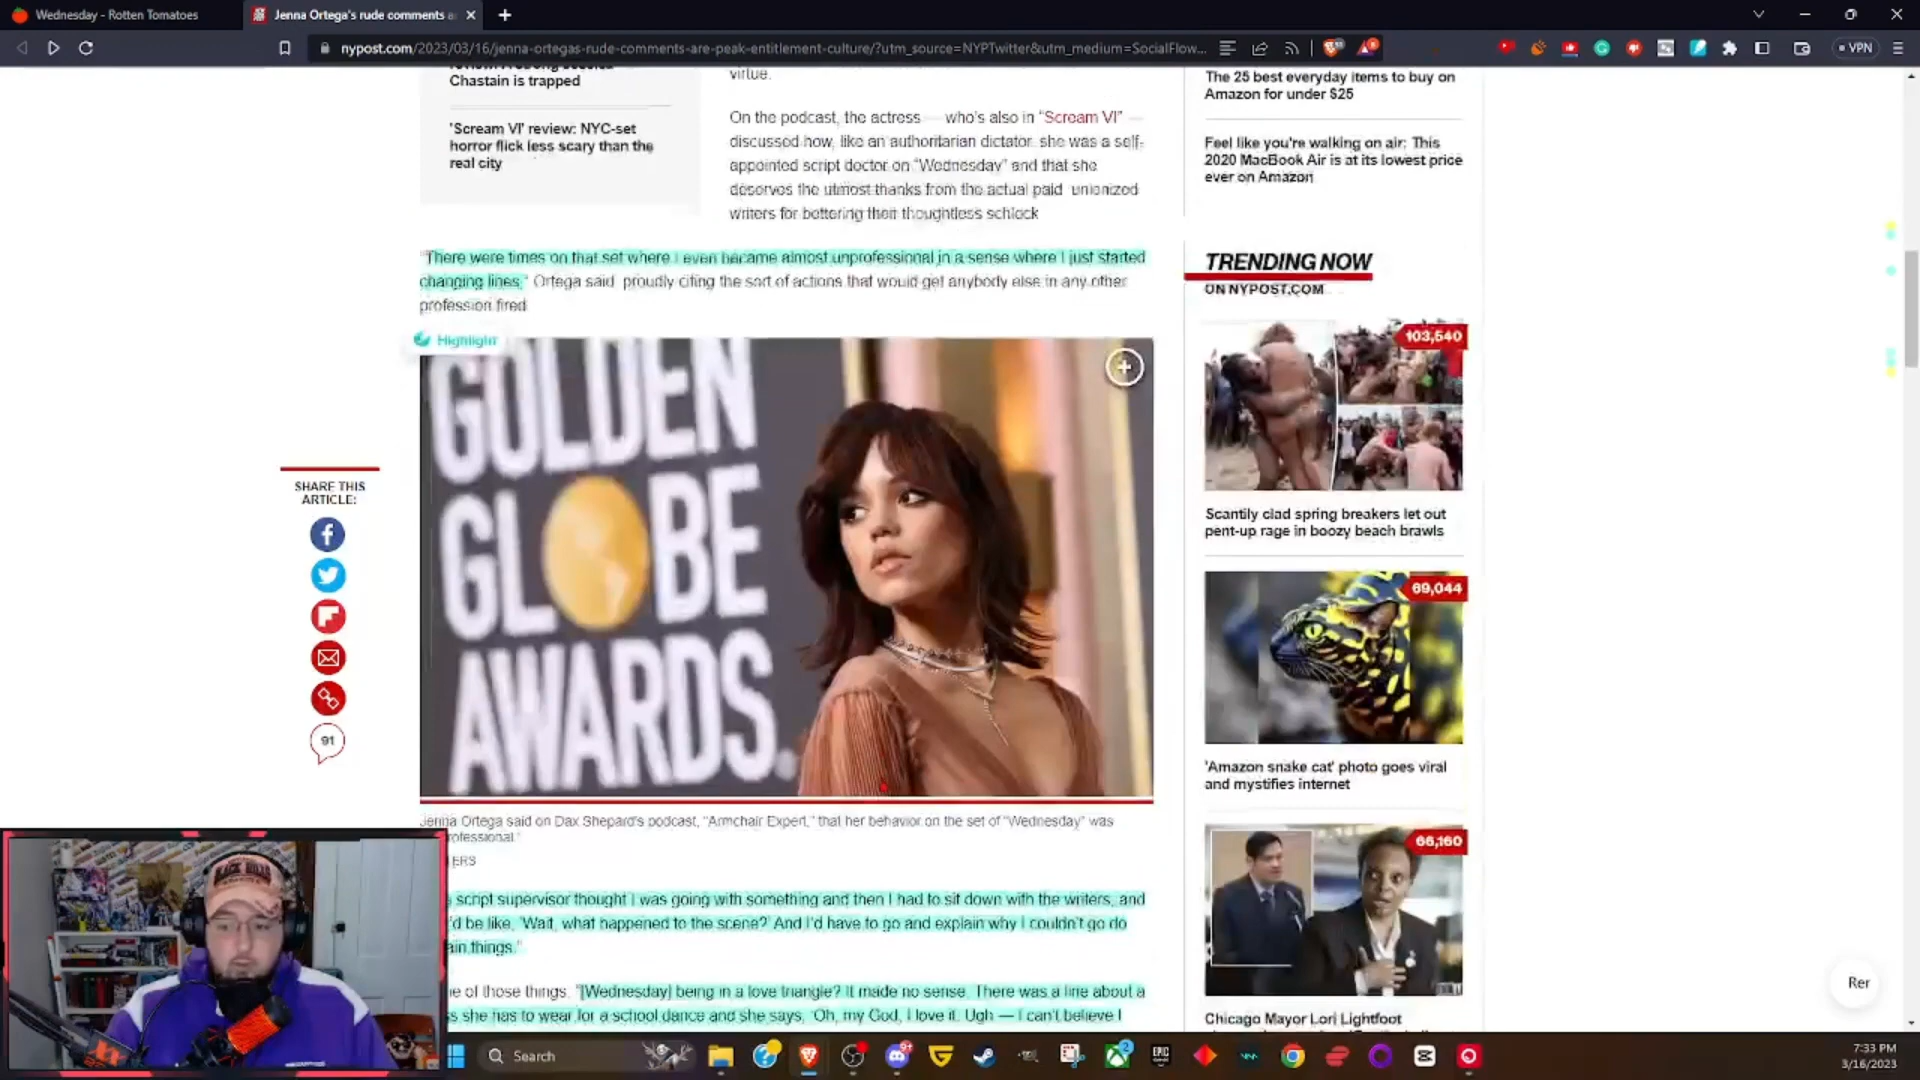 Wednesday - Rotten Tomatoes
Jenna Ortega's rude comments a
nypost.com/2023/03/16/jenna-ortegas-rude-comments-are-peak-entitlement-culture/?utm_source=NYPTwitter&utm_medium=SocialFlow...
VPN
Chastain is trapped
'Scream VI' review: NYC-set
horror flick less scary than the
real city
virtue.
On the podcast, the actress — who's also in "Scream VI" —
discussed how, like an authoritarian dictator, she was a self-
appointed script doctor on "Wednesday" and that she
deserves the utmost thanks from the actual paid, unionized
writers for bettering their thoughtless schlock
"There were times on that set where I even became almost unprofessional in a sense where I just started
changing lines," Ortega said, proudly citing the sort of actions that would get anybody else in any other
profession fired
Highlight
The 25 best everyday items to buy on
Amazon for under $25
Feel like you're walking on air: This
2020 MacBook Air is at its lowest price
ever on Amazon
TRENDING NOW
ON NYPOST.COM
103,540
Scantily clad spring breakers let out
pent-up rage in boozy beach brawls
69,044
'Amazon snake cat' photo goes viral
and mystifies internet
66,160
Chicago Mayor Lori Lightfoot
SHARE THIS
ARTICLE:
91
GOLDEN
GLOBE
AWARDS.
Jenna Ortega said on Dax Shepard's podcast, "Armchair Expert," that her behavior on the set of "Wednesday" was
rofessional."
ERS
script supervisor thought I was going with something and then I had to sit down with the writers, and
'd be like, 'Wait, what happened to the scene?' And I'd have to go and explain why I couldn't go do
ain things."
e of those things. "[Wednesday] being in a love triangle? It made no sense. There was a line about a
s she has to wear for a school dance and she says, 'Oh, my God, I love it. Ugh — I can't believe I
Rer
BLACK HILLS
Search
9+
2
EPIC
7:33 PM
3/16/2023